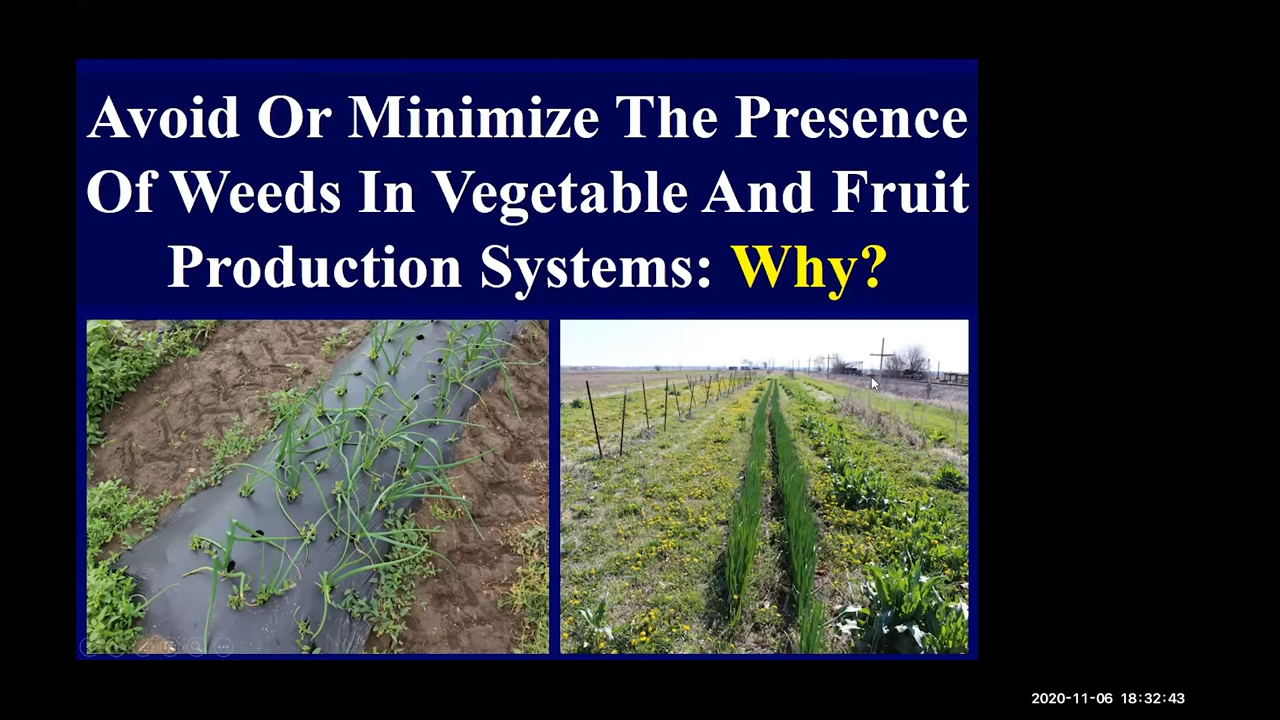 Avoid Or Minimize The Presence
Of Weeds In Vegetable And Fruit
Production Systems: Why?
2020-11-06 18:32:43